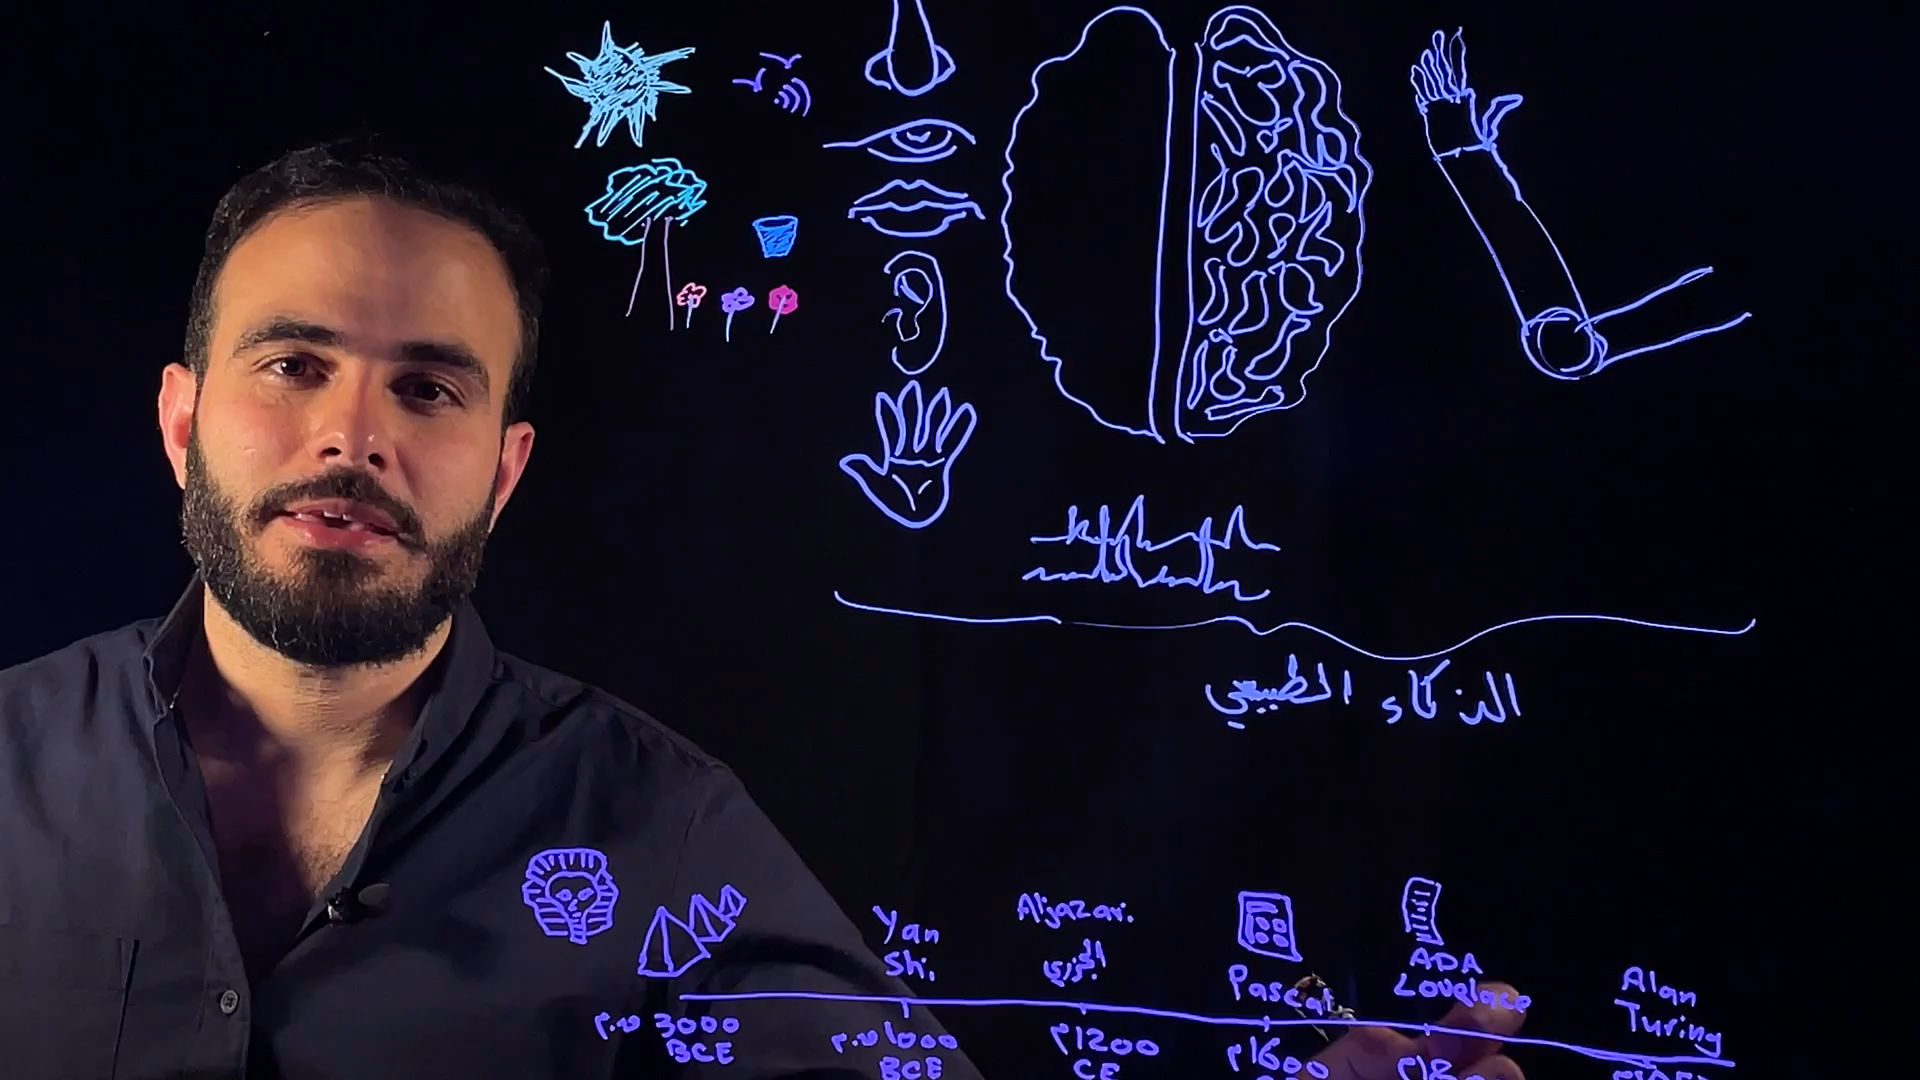 الذكاء الطبيعي
Yan
Shi.
Aljazari.
الجزري
Pascal
ADA
Lovelace
Alan
Turing
ق.م 3000
BCE
ق.م 1000
BCE
1200م
CE
1600م